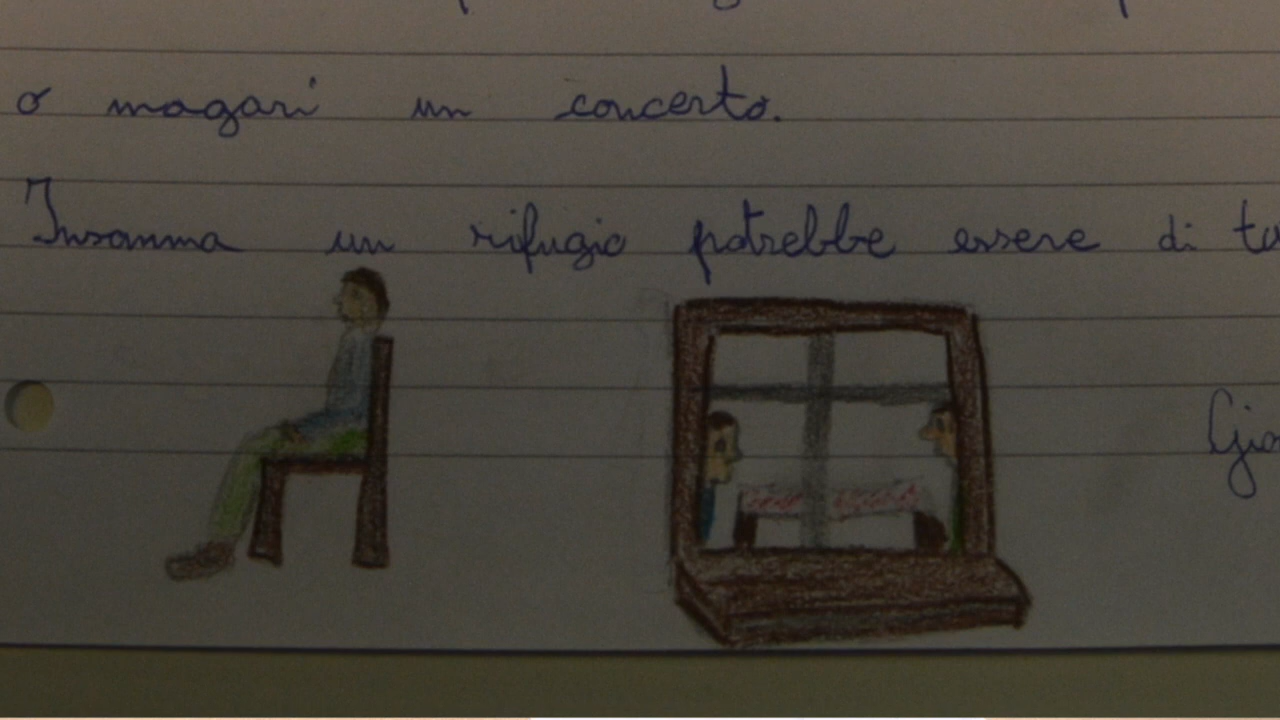 o magari un concerto.
Insomma un rifugio potrebbe essere di